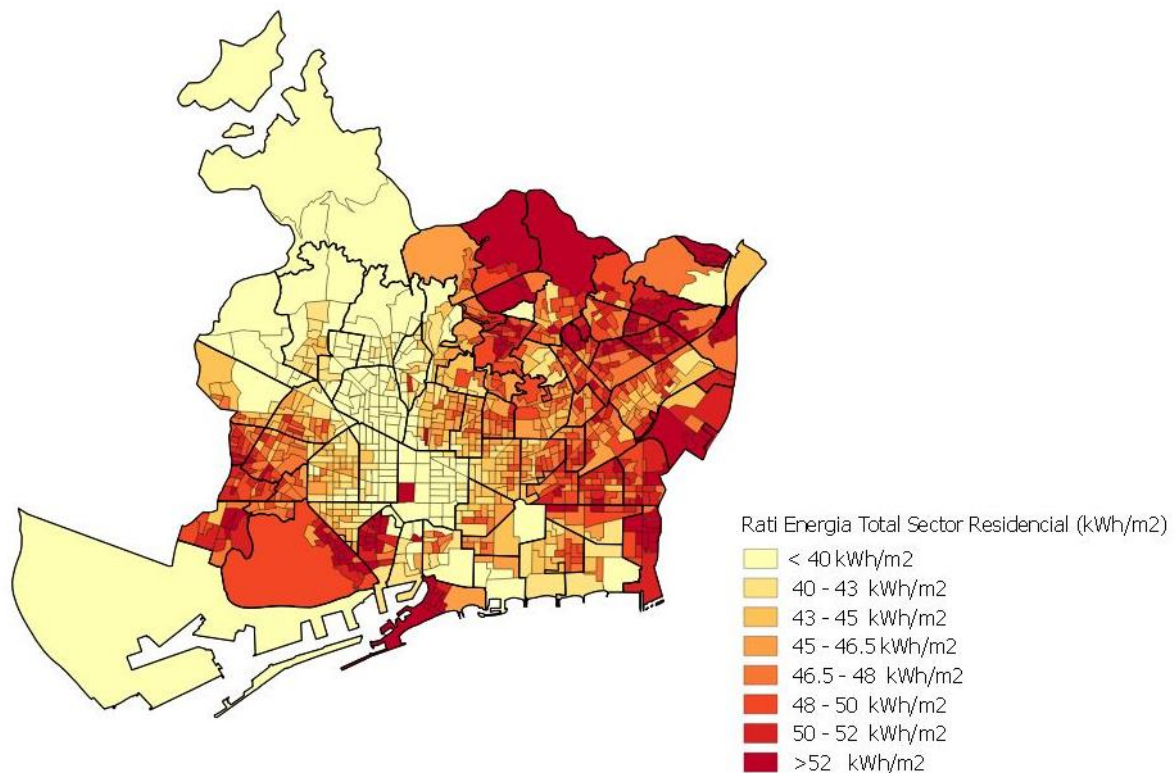 Rati Energia Total Sector Residencial (kWh/m2)
< 40 kWh/m2
40 - 43 kWh/m2
43 - 45 kWh/m2
45 - 46.5 kWh/m2
46.5 - 48 kWh/m2
48 - 50 kWh/m2
50 - 52 kWh/m2
>52 kWh/m2